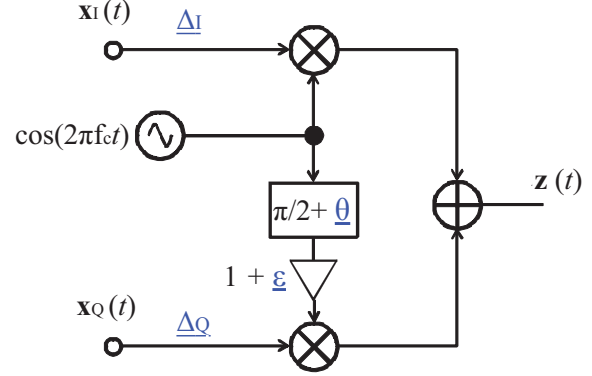 xI (t)
ΔI
cos(2πfct)
π/2+ θ
z (t)
1 + ε
xQ (t)
ΔQ